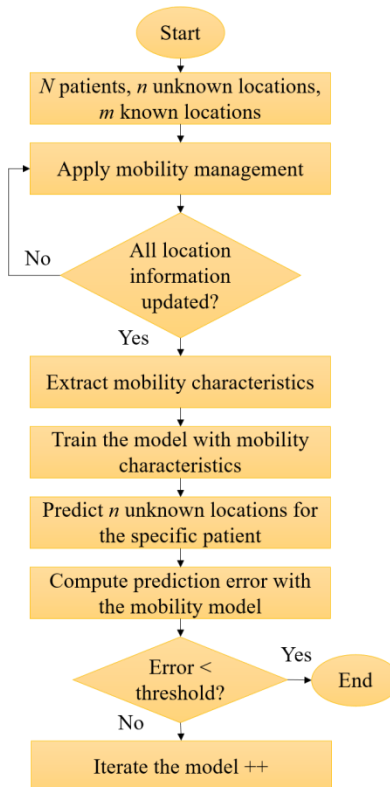 Start
N patients, n unknown locations,
m known locations
Apply mobility management
All location
information
updated?
No
Yes
Extract mobility characteristics
Train the model with mobility
characteristics
Predict n unknown locations for
the specific patient
Compute prediction error with
the mobility model
Error <
threshold?
Yes
End
No
Iterate the model ++